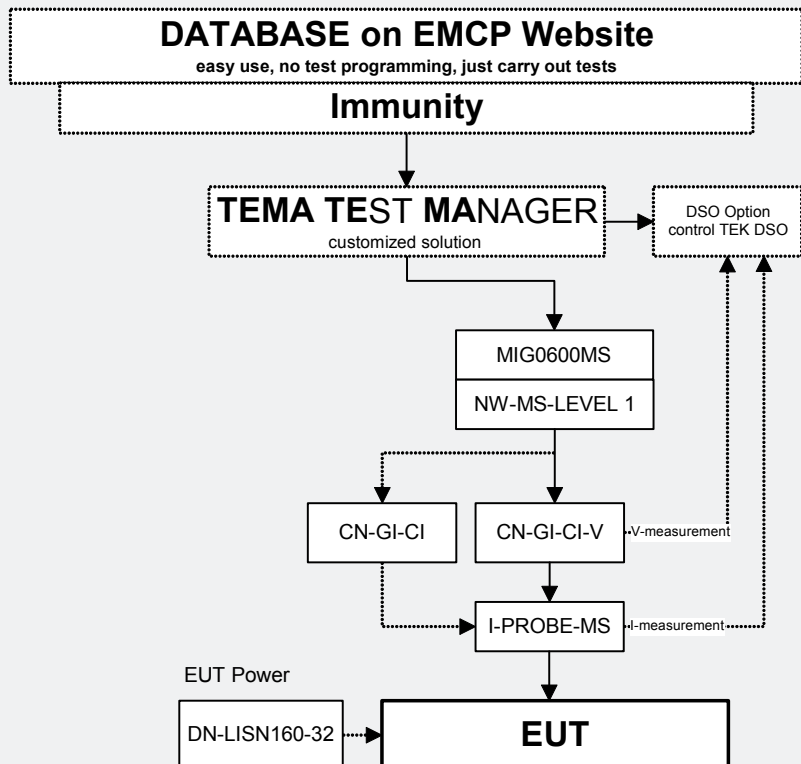 DATABASE on EMCP Website
easy use, no test programming, just carry out tests
Immunity
TEMA TEST MANAGER
customized solution
DSO Option
control TEK DSO
MIG0600MS
NW-MS-LEVEL 1
CN-GI-CI
CN-GI-CI-V
V-measurement
I-PROBE-MS
I-measurement
EUT Power
DN-LISN160-32
EUT